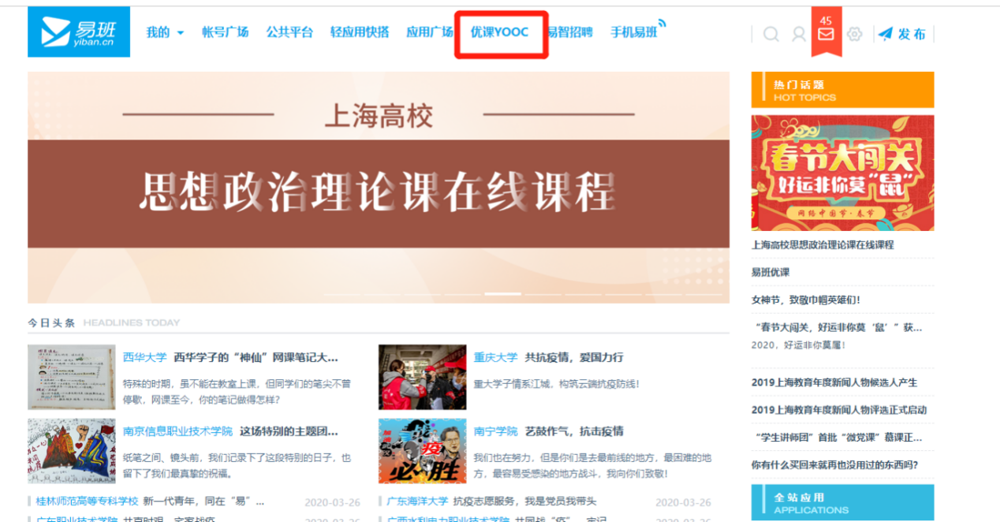 易班
yiban.cn
我的 帐号广场 公共平台 轻应用快搭 应用广场 优课YOOC 易智招聘 手机易班
45
发布
上海高校
思想政治理论课在线课程
热门话题
HOT TOPICS
春节大闯关
好运非你莫“鼠”
网络中国节·春节
上海高校思想政治理论课在线课程
易班优课
女神节，致敬巾帼英雄们！
“春节大闯关，好运非你莫‘鼠’”获...
2020，好运非你莫属！
2019上海教育年度新闻人物候选人产生
2019上海教育年度新闻人物评选正式启动
“学生讲师团”首批“微党课”慕课正...
你有什么买回来就再也没用过的东西吗？
全站应用
APPLICATIONS
今日头条 HEADLINES TODAY
西华大学 西华学子的“神仙”网课笔记大...
特殊的时期，虽不能在教室上课，但同学们的笔尖不曾
停歇，网课至今，你的笔记做得怎样？
重庆大学 共抗疫情，爱国力行
重大学子情系江城，构筑云端抗疫防线！
南京信息职业技术学院 这场特别的主题团...
纸笔之间、镜头前，我们记录下了这段特别的日子，也
留下了我们最真挚的祝福。
疫
必胜
南宁学院 艺鼓作气，抗击疫情
我们也在努力，但是你们是去最前线的地方，最困难的地
方，最容易受感染的地方战斗，我向你们致敬！
桂林师范高等专科学校 新一代青年，同在“易”... 2020-03-26
广东海洋大学 抗疫志愿服务，我是党员我带头 2020-03-26
广东职业技术学院 共克时艰，宅家战疫 2020-03-26
广西水利电力职业技术学院 共同战“疫”，牢记 2020-03-26